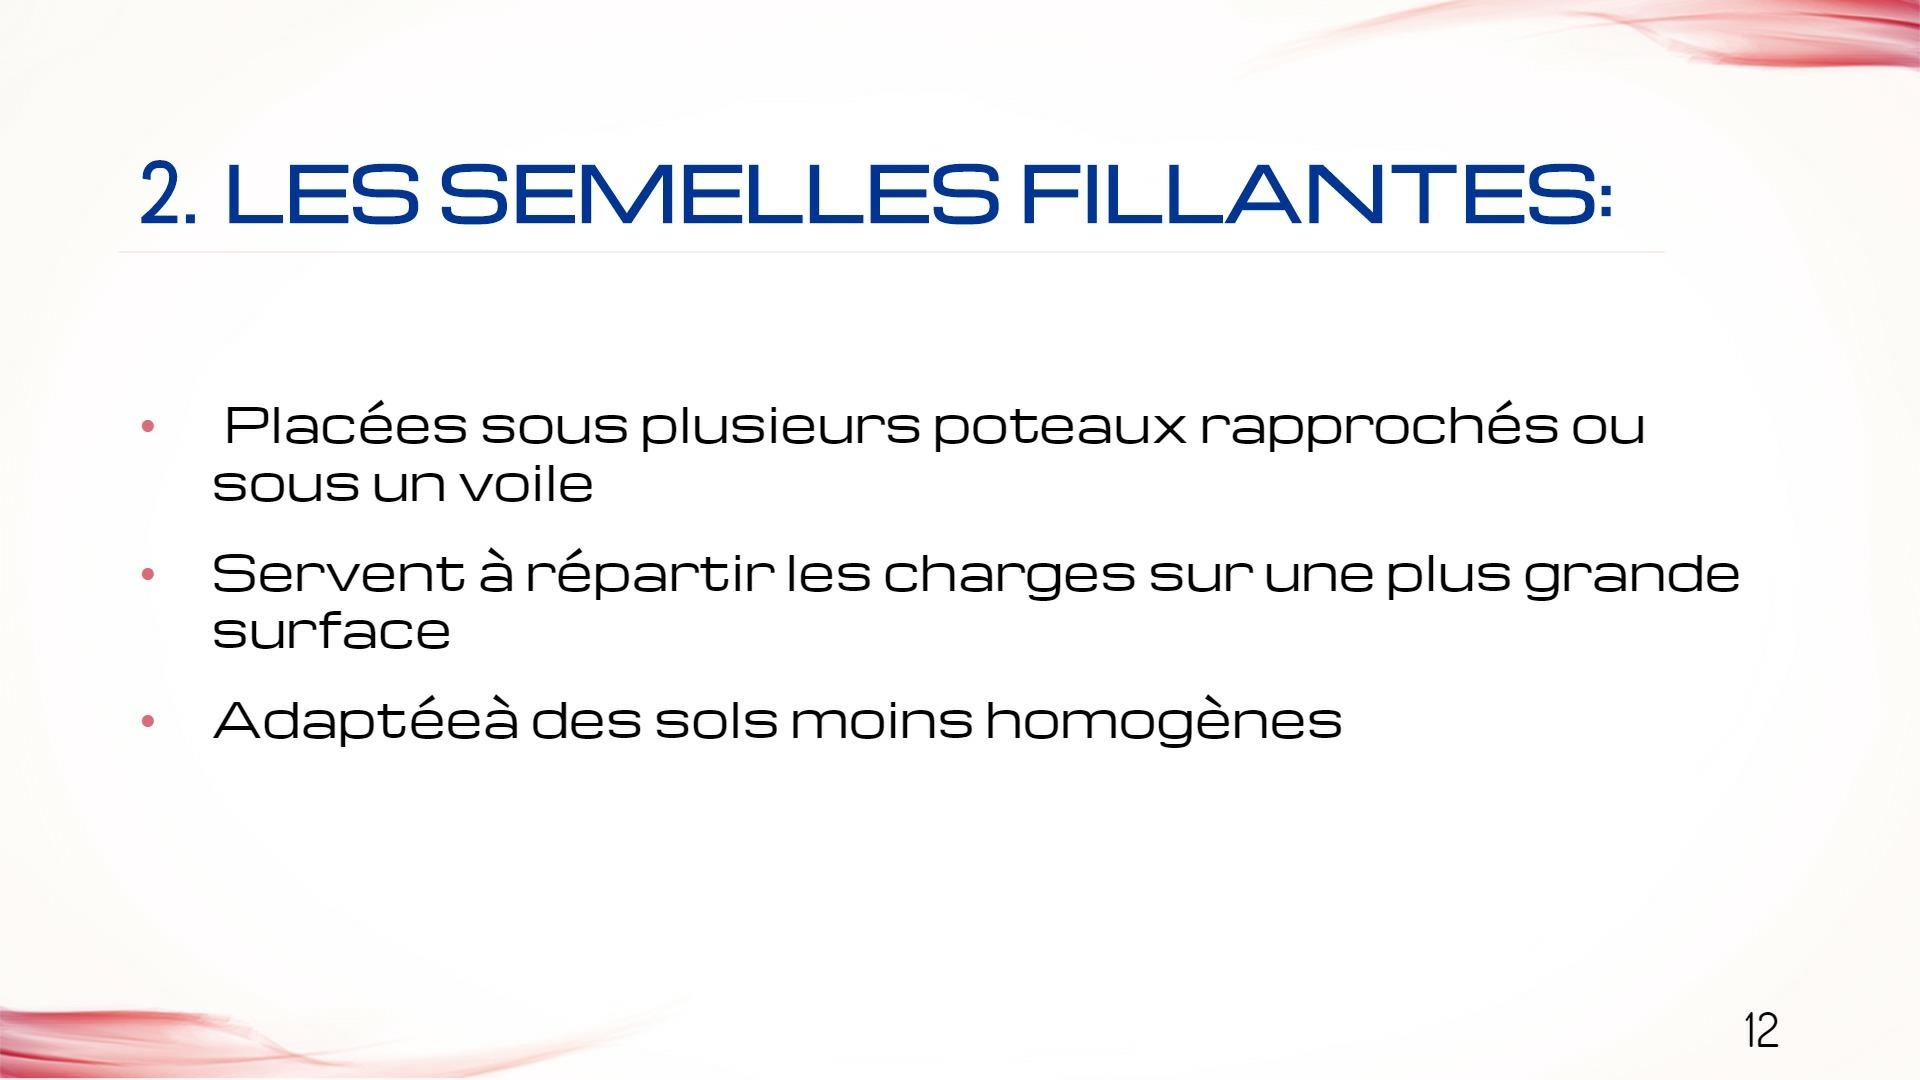 2. LES SEMELLES FILLANTES:
• Placées sous plusieurs poteaux rapprochés ou
sous un voile
• Servent à répartir les charges sur une plus grande
surface
• Adaptéeà des sols moins homogènes
12